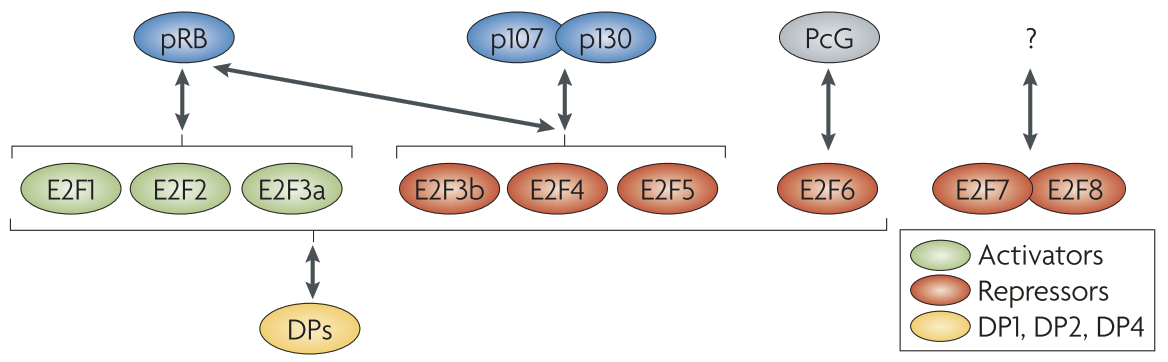 pRB
p107
p130
PcG
?
E2F1
E2F2
E2F3a
E2F3b
E2F4
E2F5
E2F6
E2F7
E2F8
DPs
Activators
Repressors
DP1, DP2, DP4